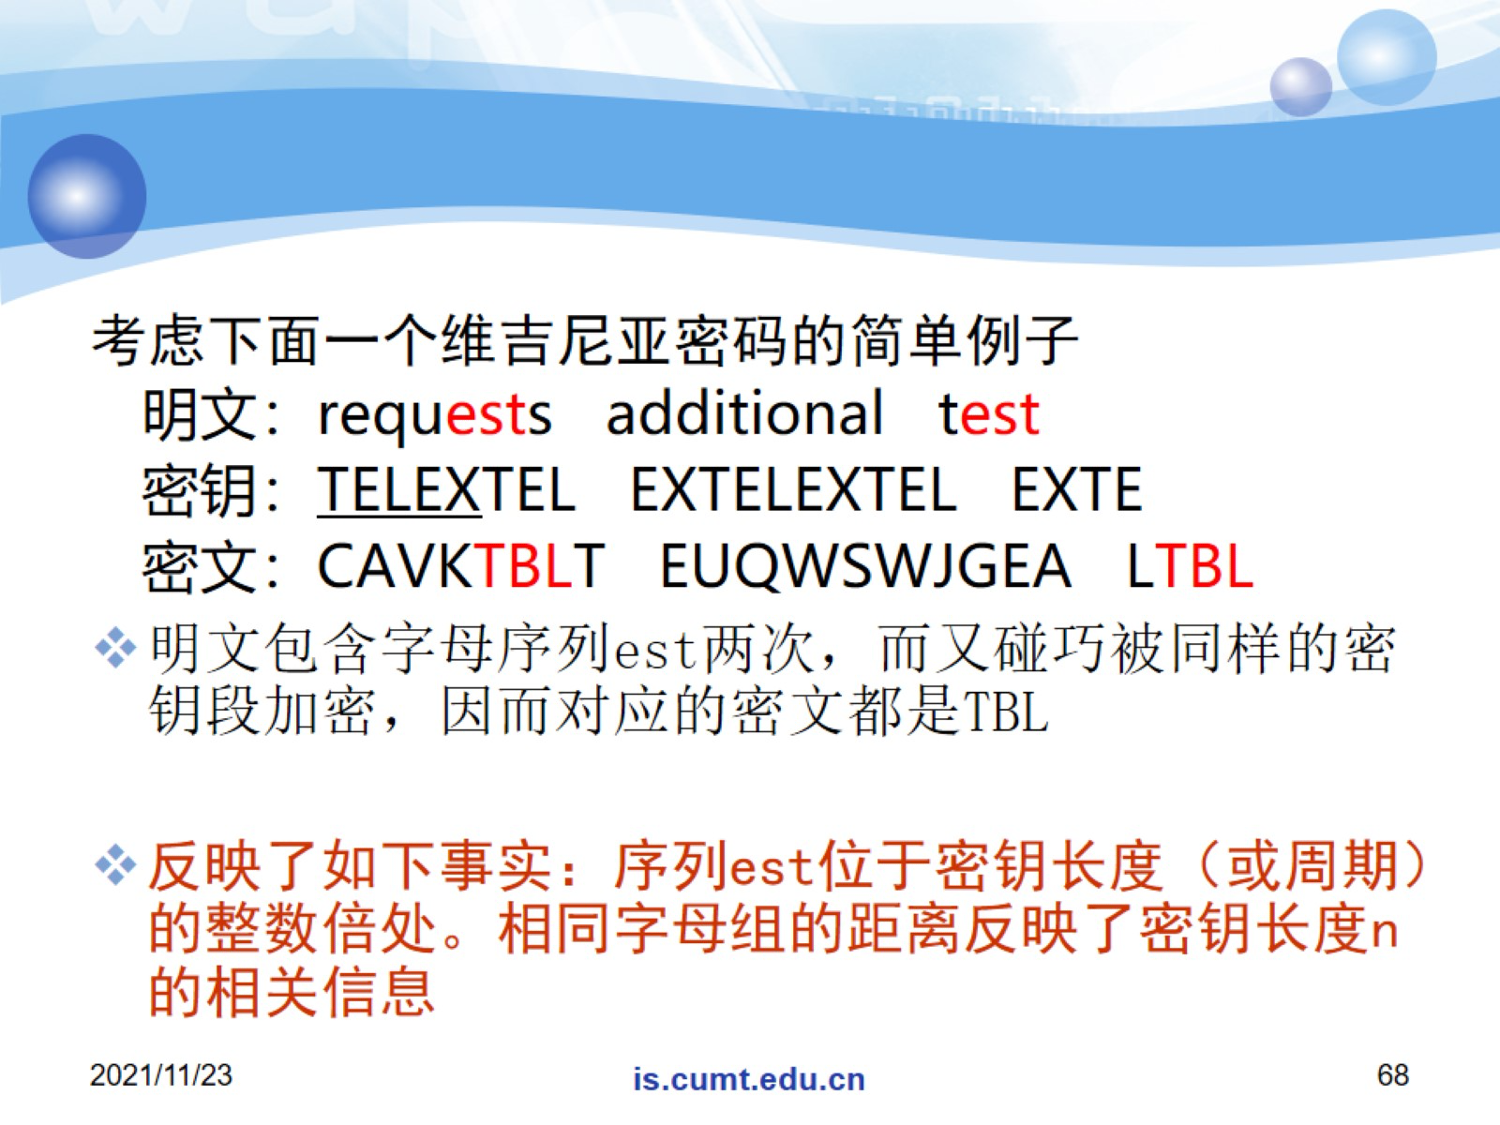 考虑下面一个维吉尼亚密码的简单例子
明文：requests additional test
密钥：TELEXTEL EXTELEXTEL EXTE
密文：CAVKTBLT EUQWSWJGEA LTBL
明文包含字母序列est两次，而又碰巧被同样的密
钥段加密，因而对应的密文都是TBL
反映了如下事实：序列est位于密钥长度（或周期）
的整数倍处。相同字母组的距离反映了密钥长度n
的相关信息
2021/11/23
is.cumt.edu.cn
68